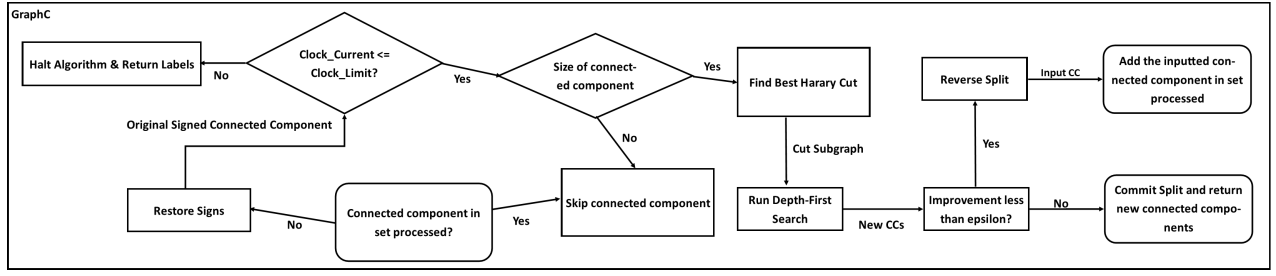 GraphC
Halt Algorithm & Return Labels
No
Clock_Current <=
Clock_Limit?
Yes
Size of connect-
ed component
Yes
No
Find Best Harary Cut
Cut Subgraph
Reverse Split
Input CC
Add the inputted con-
nected component in set
processed
Yes
Original Signed Connected Component
Restore Signs
No
Connected component in
set processed?
Yes
Skip connected component
Run Depth-First
Search
New CCs
Improvement less
than epsilon?
No
Commit Split and return
new connected compo-
nents